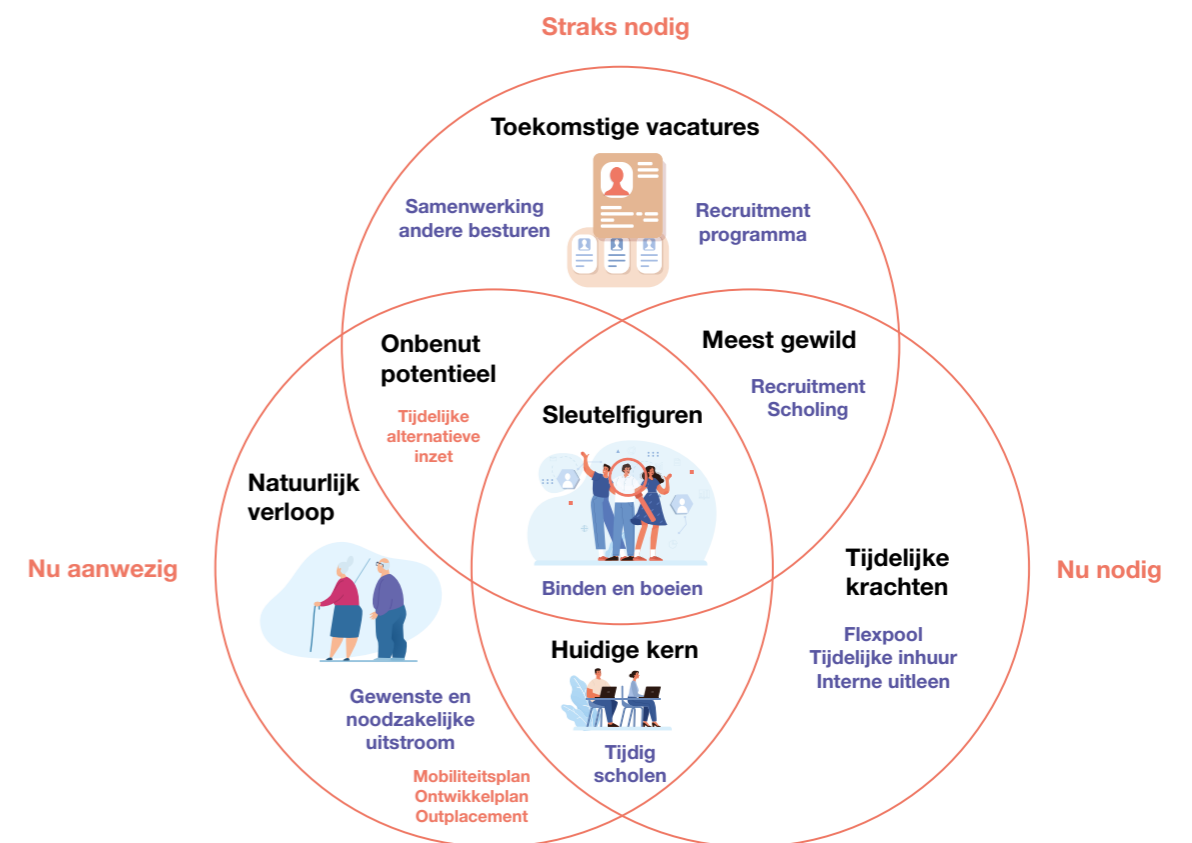 Straks nodig
Toekomstige vacatures
Samenwerking
andere besturen
Recruitment
programma
Onbenut
potentieel
Tijdelijke
alternatieve
inzet
Meest gewild
Recruitment
Scholing
Sleutelfiguren
Binden en boeien
Natuurlijk
verloop
Nu aanwezig
Gewenste en
noodzakelijke
uitstroom
Mobiliteitsplan
Ontwikkelplan
Outplacement
Huidige kern
Tijdig
scholen
Tijdelijke
krachten
Flexpool
Tijdelijke inhuur
Interne uitleen
Nu nodig